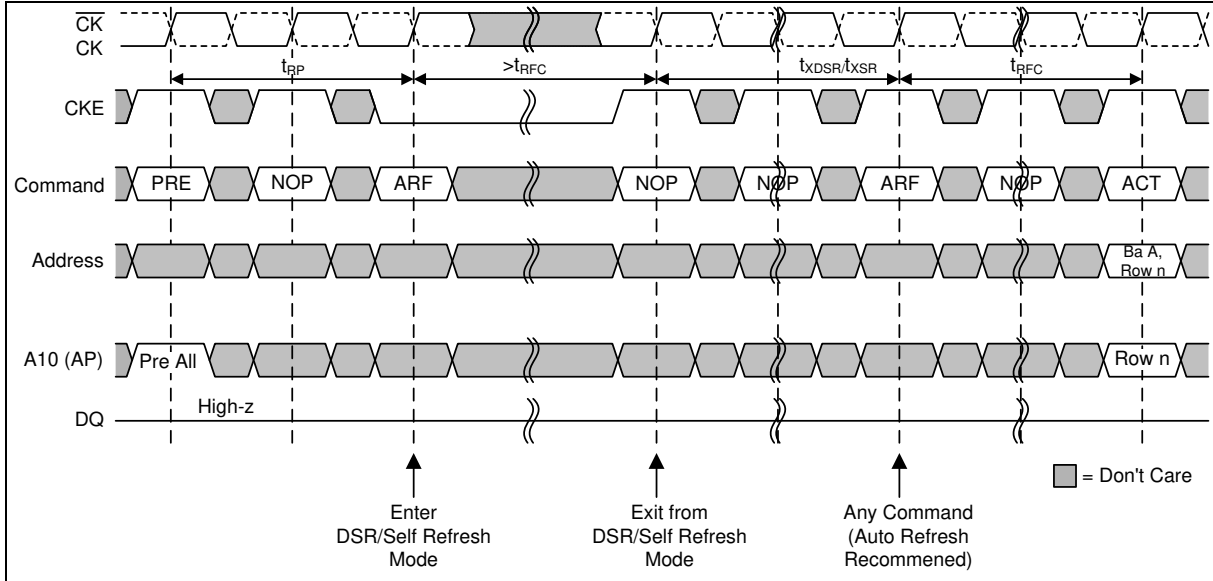 CK
CK
tRP
>tRFC
tXDSR/tXSR
tRFC
CKE
Command
PRE
NOP
ARF
NOP
NOP
ARF
NOP
ACT
Address
Ba A,
Row n
A10 (AP)
Pre All
Row n
High-z
DQ
= Don't Care
Enter
DSR/Self Refresh
Mode
Exit from
DSR/Self Refresh
Mode
Any Command
(Auto Refresh
Recommened)